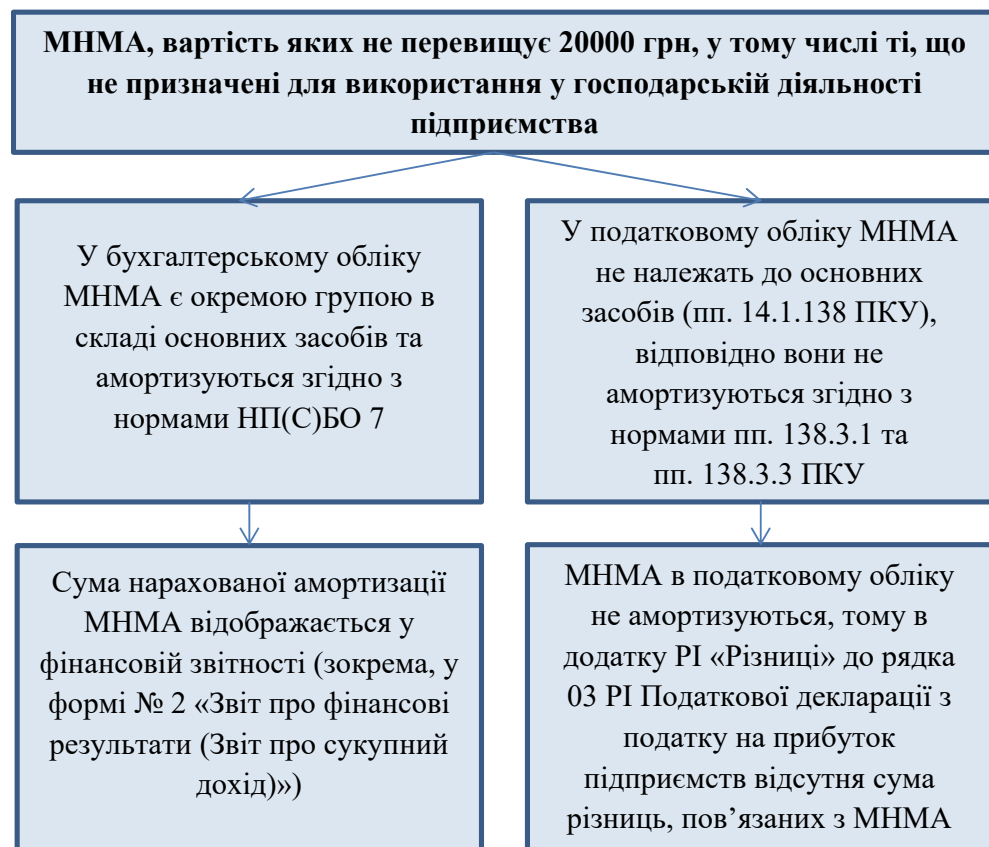 МНМА, вартість яких не перевищує 20000 грн, у тому числі ті, що
не призначені для використання у господарській діяльності
підприємства
У бухгалтерському обліку
МНМА є окремою групою в
складі основних засобів та
амортизуються згідно з
нормами НП(С)БО 7
У податковому обліку МНМА
не належать до основних
засобів (пп. 14.1.138 ПКУ),
відповідно вони не
амортизуються згідно з
нормами пп. 138.3.1 та
пп. 138.3.3 ПКУ
Сума нарахованої амортизації
МНМА відображається у
фінансовій звітності (зокрема, у
формі № 2 «Звіт про фінансові
результати (Звіт про сукупний
дохід)»)
МНМА в податковому обліку
не амортизуються, тому в
додатку РІ «Різниці» до рядка
03 РІ Податкової декларації з
податку на прибуток
підприємств відсутня сума
різниць, пов’язаних з МНМА